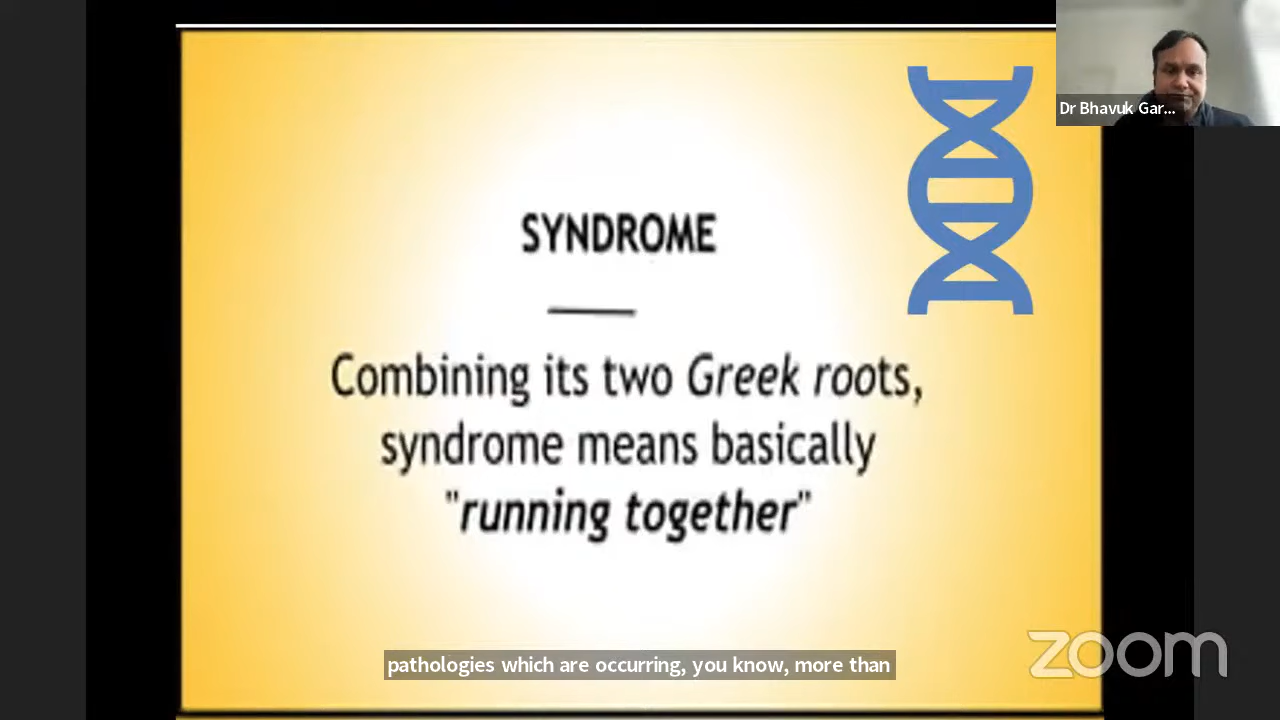 Dr Bhavuk Gar...
SYNDROME
Combining its two Greek roots,
syndrome means basically
"running together"
pathologies which are occurring, you know, more than
zoom